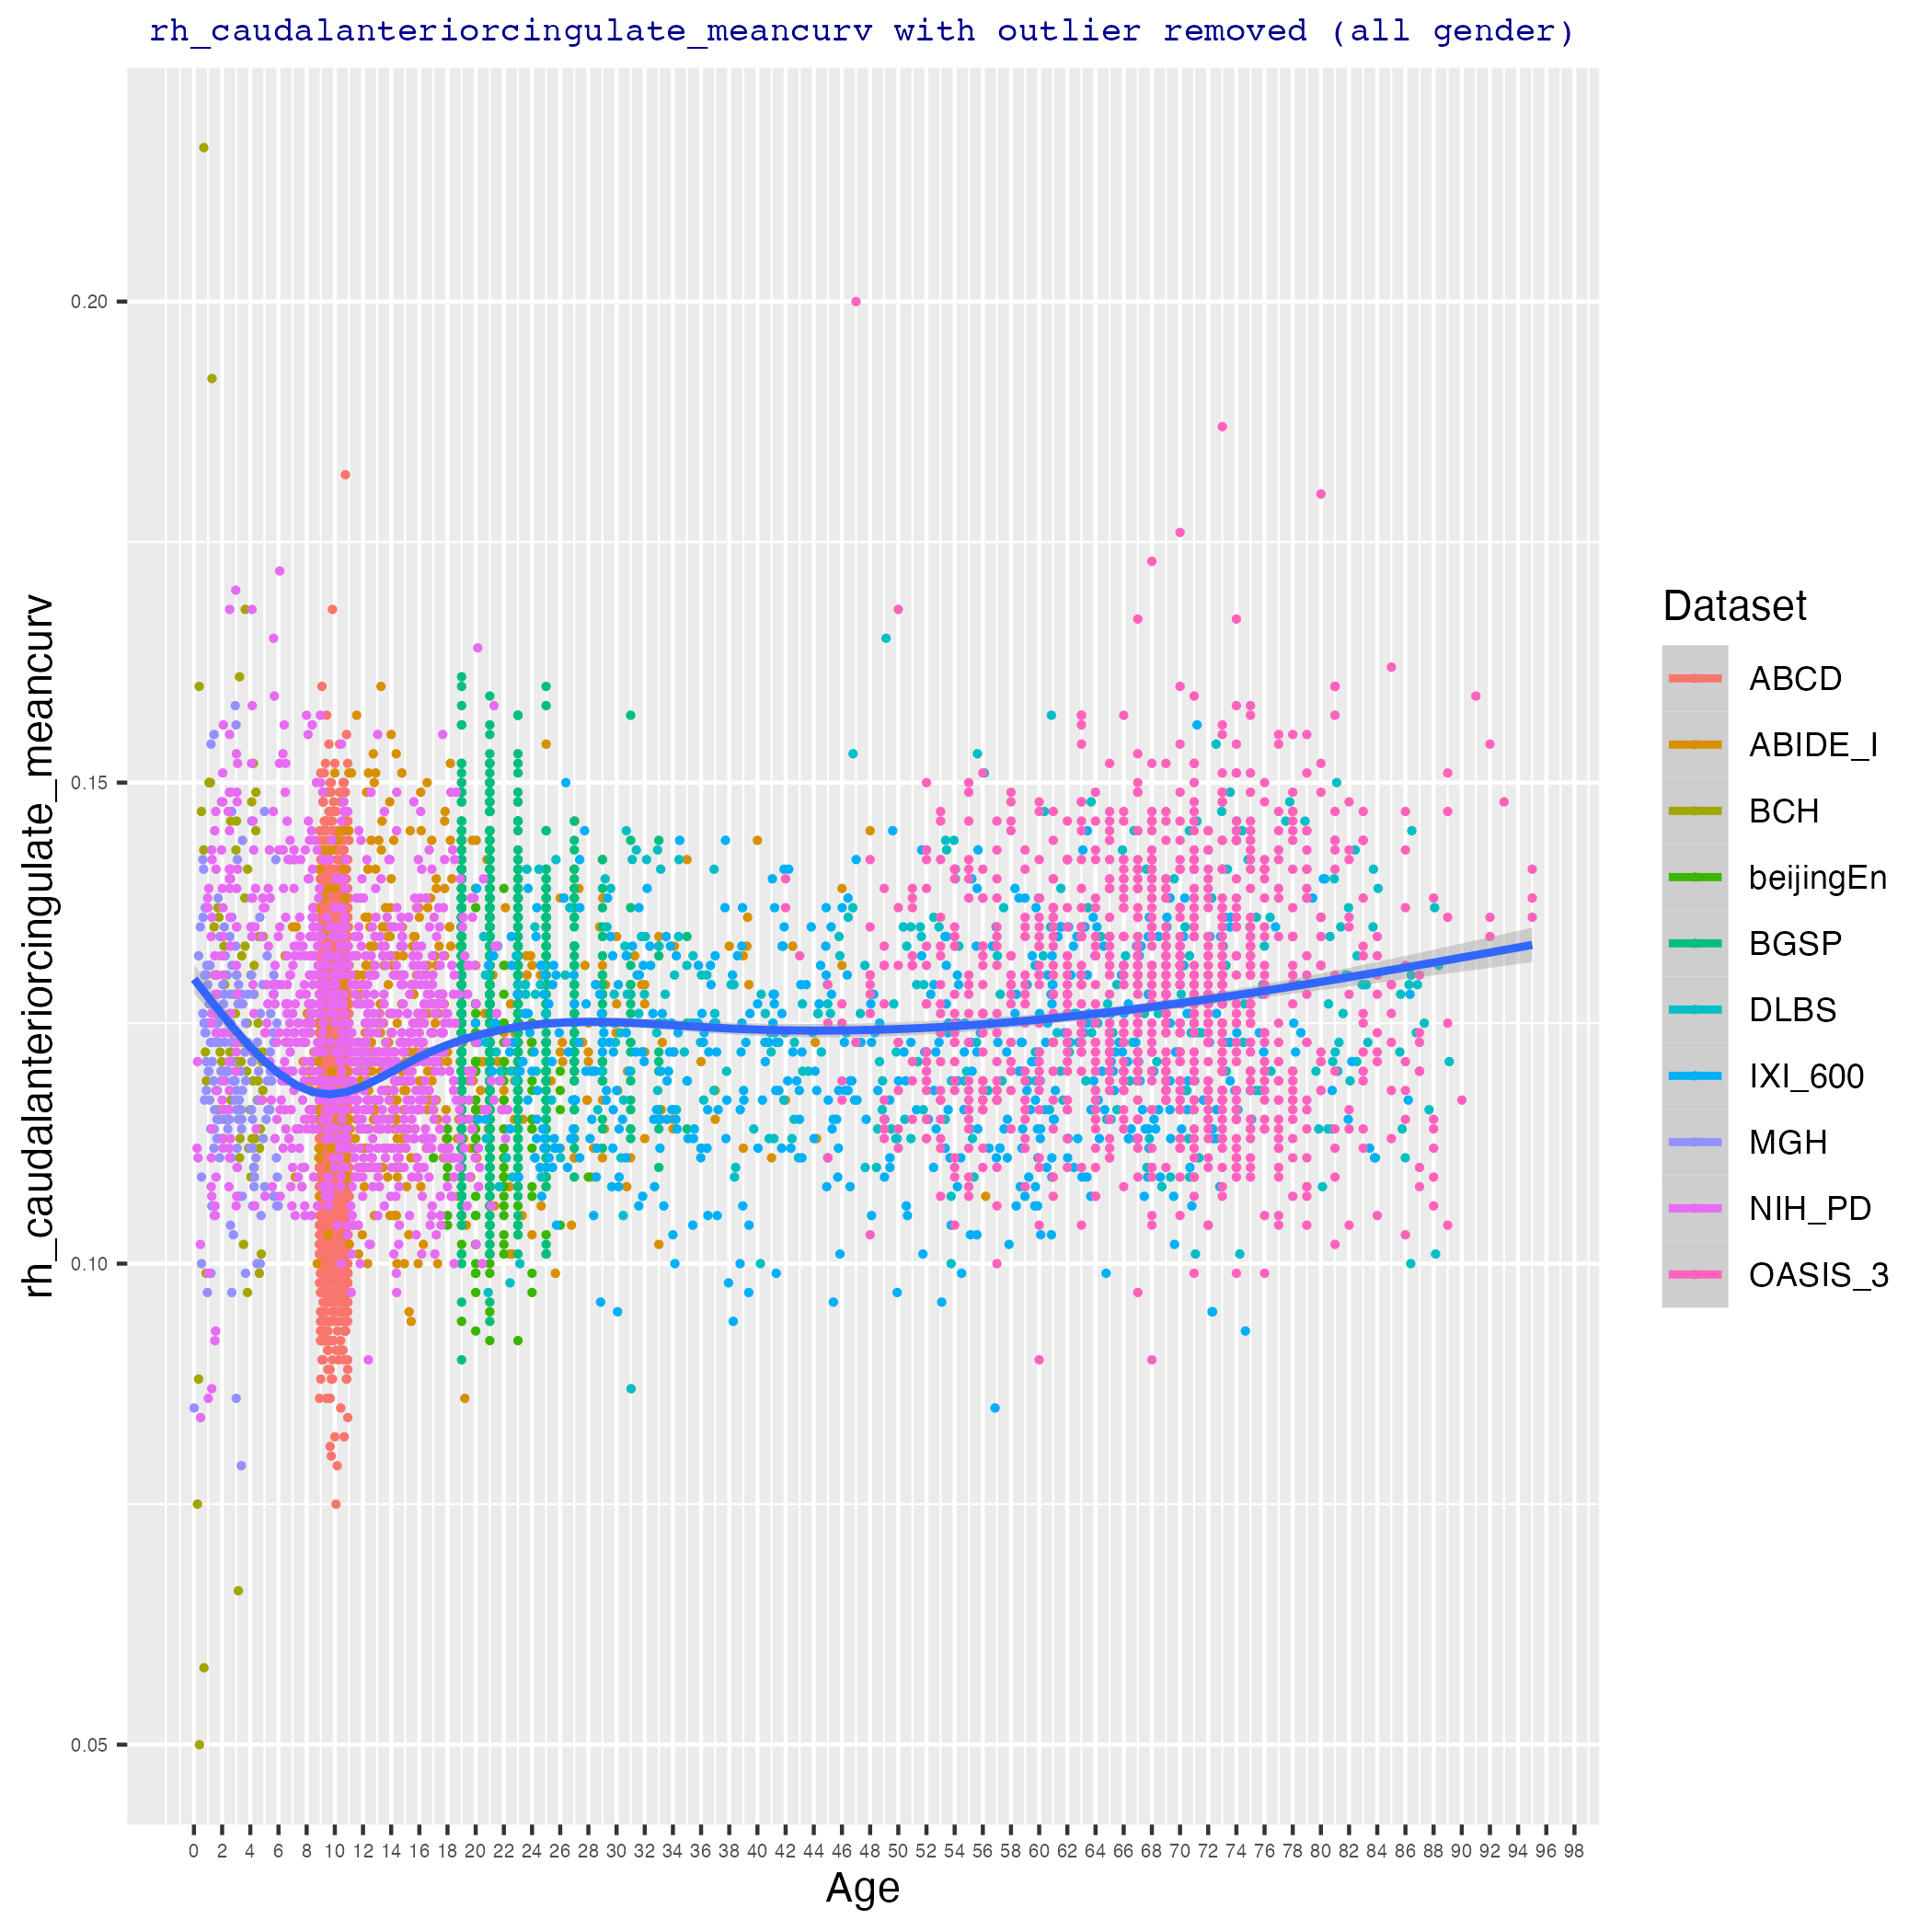 rh_caudalanteriorcingulate_meancurv with outlier removed (all gender)
rh_caudalanteriorcingulate_meancurv
0.20
0.15
0.10
0.05
0 2 4 6 8 10 12 14 16 18 20 22 24 26 28 30 32 34 36 38 40 42 44 46 48 50 52 54 56 58 60 62 64 66 68 70 72 74 76 78 80 82 84 86 88 90 92 94 96 98
Age
Dataset
ABCD
ABIDE_I
BCH
beijingEn
BGSP
DLBS
IXI_600
MGH
NIH_PD
OASIS_3